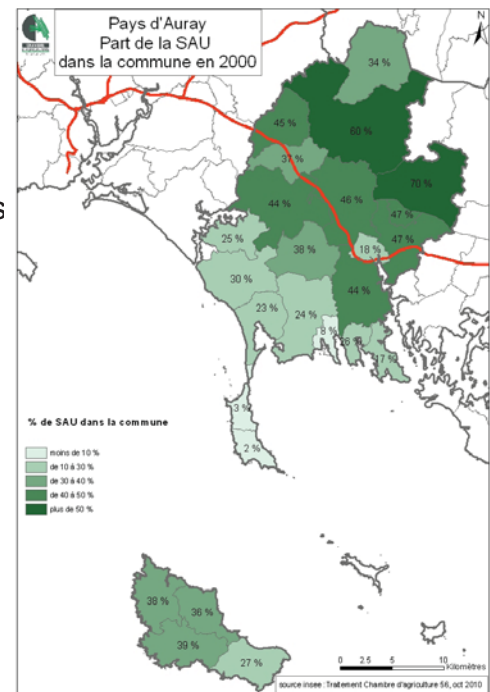 Pays d'Auray
Part de la SAU
dans la commune en 2000
N
34 %
45 %
60 %
37 %
70 %
44 %
46 %
47 %
47 %
25 %
38 %
18 %
30 %
44 %
23 %
24 %
8 %
26 %
17 %
3 %
2 %
% de SAU dans la commune
moins de 10 %
de 10 à 30 %
de 30 à 40 %
de 40 à 50 %
plus de 50 %
38 %
36 %
39 %
27 %
0 2.5 5 10
Kilomètres
source insee : Traitement Chambre d'agriculture 56, oct 2010